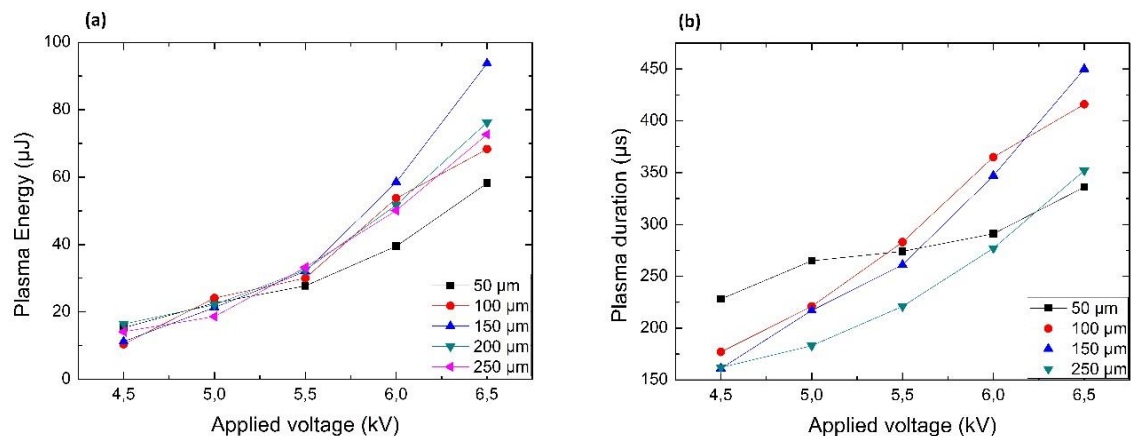 (a)
Plasma Energy (µJ)
100
80
60
40
20
0
4,5 5,0 5,5 6,0 6,5
Applied voltage (kV)
50 µm
100 µm
150 µm
200 µm
250 µm
(b)
Plasma duration (µs)
450
400
350
300
250
200
150
4,5 5,0 5,5 6,0 6,5
Applied voltage (kV)
50 µm
100 µm
150 µm
250 µm